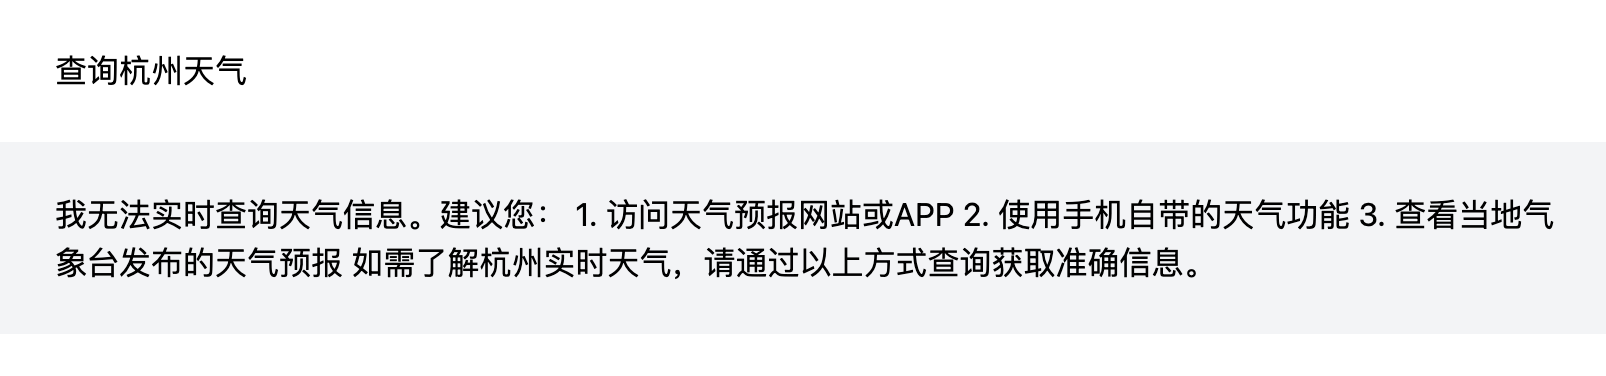 查询杭州天气
我无法实时查询天气信息。建议您： 1. 访问天气预报网站或APP 2. 使用手机自带的天气功能 3. 查看当地气
象台发布的天气预报 如需了解杭州实时天气，请通过以上方式查询获取准确信息。